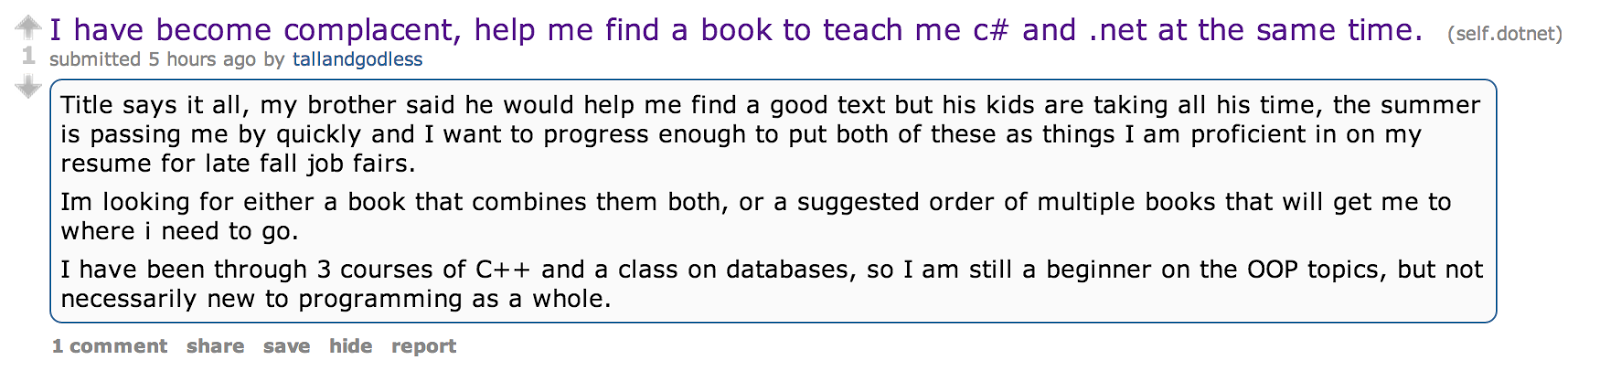 I have become complacent, help me find a book to teach me c# and .net at the same time. (self.dotnet)
1
submitted 5 hours ago by tallandgodless
Title says it all, my brother said he would help me find a good text but his kids are taking all his time, the summer
is passing me by quickly and I want to progress enough to put both of these as things I am proficient in on my
resume for late fall job fairs.
Im looking for either a book that combines them both, or a suggested order of multiple books that will get me to
where i need to go.
I have been through 3 courses of C++ and a class on databases, so I am still a beginner on the OOP topics, but not
necessarily new to programming as a whole.
1 comment share save hide report